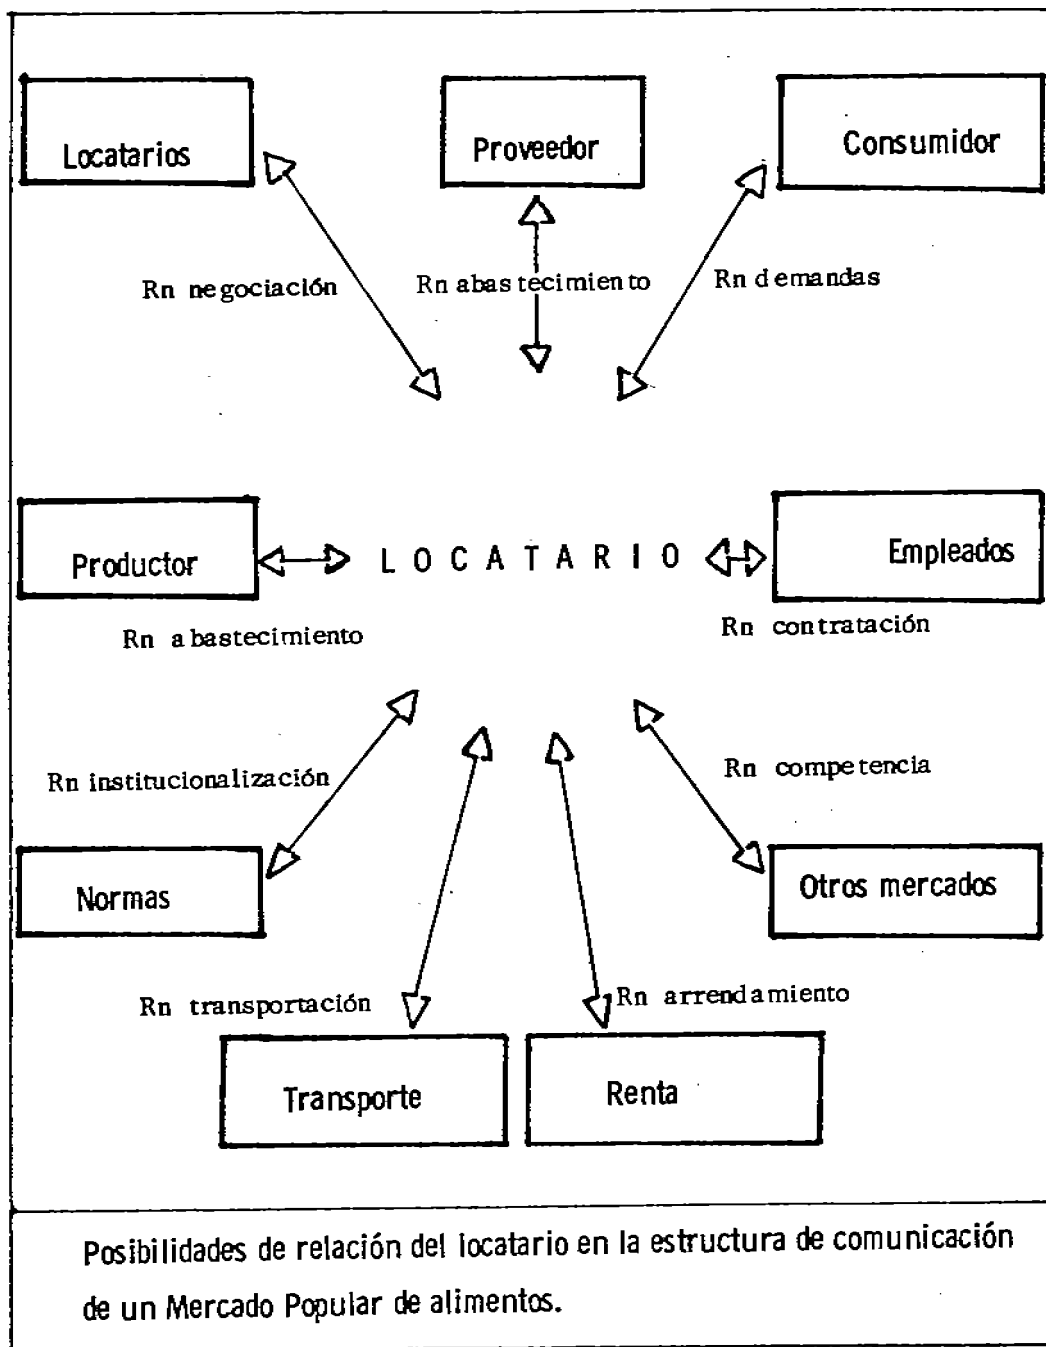 Locatarios
Proveedor
Consumidor
Rn negociación
Rn abastecimiento
Rn demandas
Productor
LOCATARIO
Empleados
Rn abastecimiento
Rn contratación
Rn institucionalización
Rn competencia
Normas
Otros mercados
Rn transportación
Rn arrendamiento
Transporte
Renta
Posibilidades de relación del locatario en la estructura de comunicación
de un Mercado Popular de alimentos.